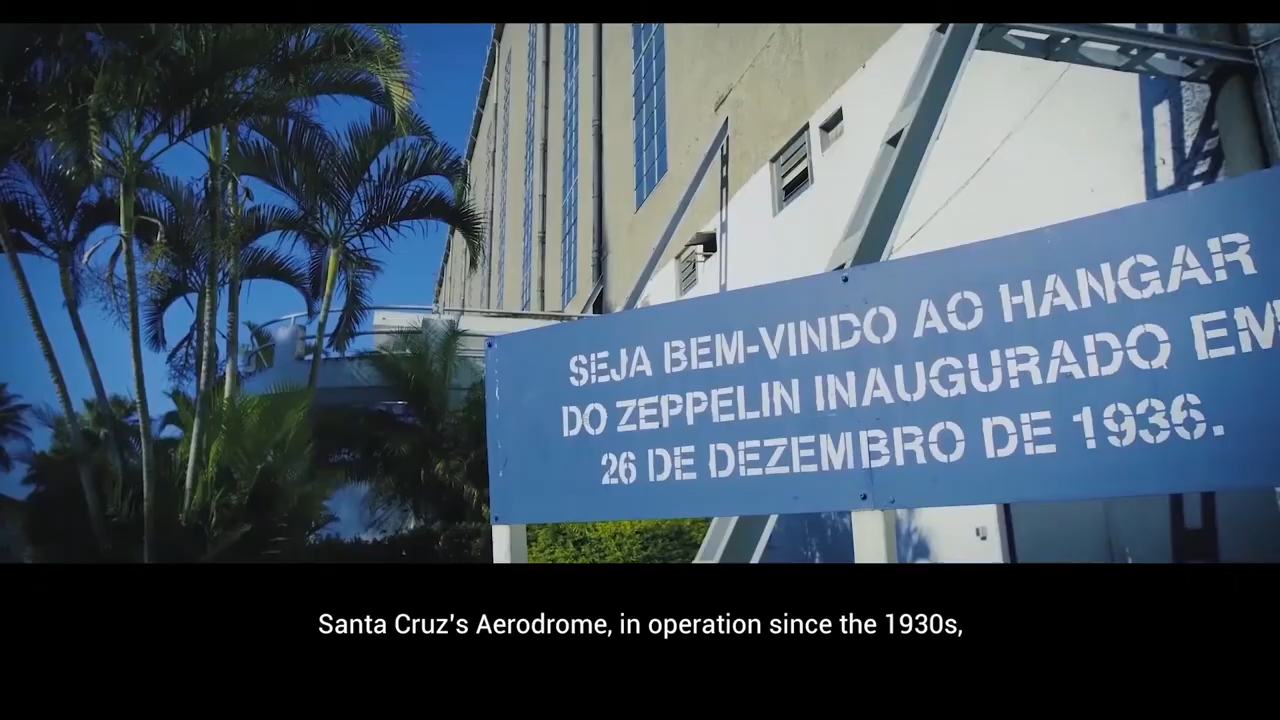 SEJA BEM-VINDO AO HANGAR
DO ZEPPELIN INAUGURADO EM
26 DE DEZEMBRO DE 1936.
Santa Cruz's Aerodrome, in operation since the 1930s,